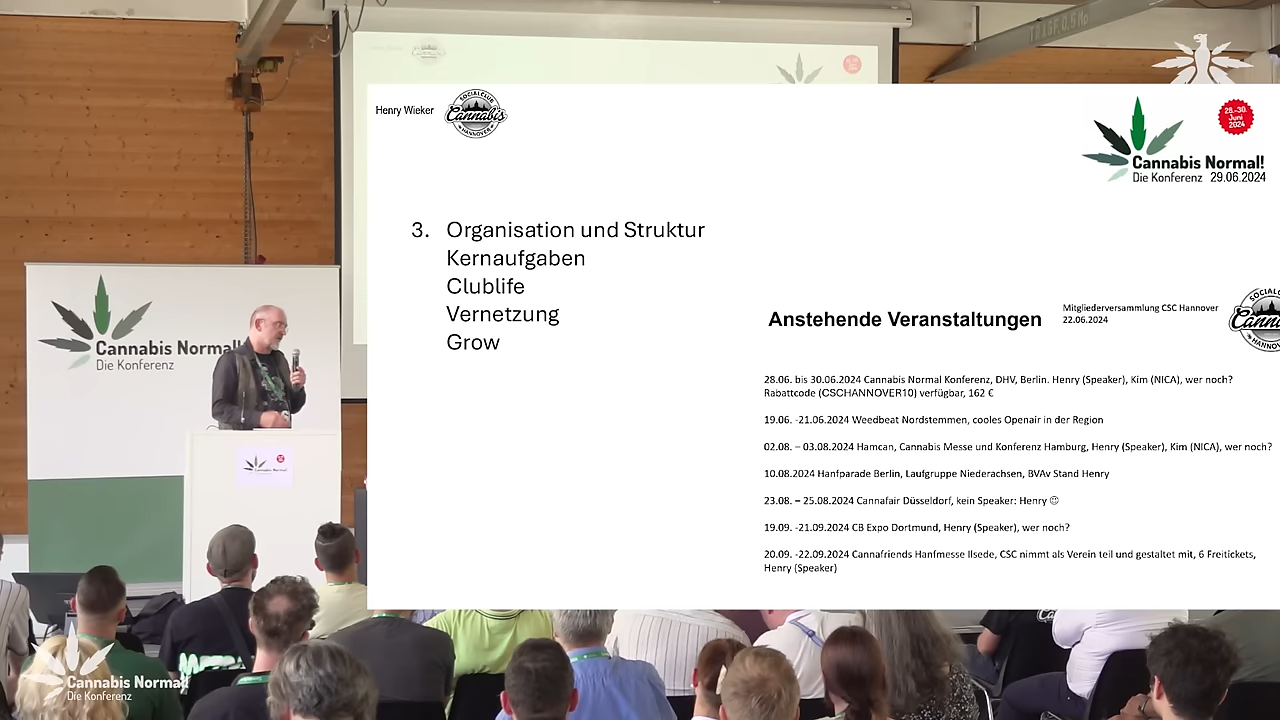 TRAGF. 0,5 Mp
Henry Wieker
SOCIALCLUB
Cannabis
HANNOVER
28.-30.
Juni
2024
Cannabis Normal!
Die Konferenz 29.06.2024
3. Organisation und Struktur
Kernaufgaben
Clublife
Vernetzung
Grow
Anstehende Veranstaltungen
Mitgliederversammlung CSC Hannover
22.06.2024
28.06. bis 30.06.2024 Cannabis Normal Konferenz, DHV, Berlin. Henry (Speaker), Kim (NICA), wer noch?
Rabattcode (CSCHANNOVER10) verfügbar, 162 €
19.06. -21.06.2024 Weedbeat Nordstemmen, cooles Openair in der Region
02.08. – 03.08.2024 Hamcan, Cannabis Messe und Konferenz Hamburg, Henry (Speaker), Kim (NICA), wer noch?
10.08.2024 Hanfparade Berlin, Laufgruppe Niederachsen, BVAv Stand Henry
23.08. – 25.08.2024 Cannafair Düsseldorf, kein Speaker: Henry ☺
19.09. -21.09.2024 CB Expo Dortmund, Henry (Speaker), wer noch?
20.09. -22.09.2024 Cannafriends Hanfmesse Ilsede, CSC nimmt als Verein teil und gestaltet mit, 6 Freitickets,
Henry (Speaker)
Cannabis Normal!
Die Konferenz
Cannabis Normal!
Cannabis Normal
Die Konferenz